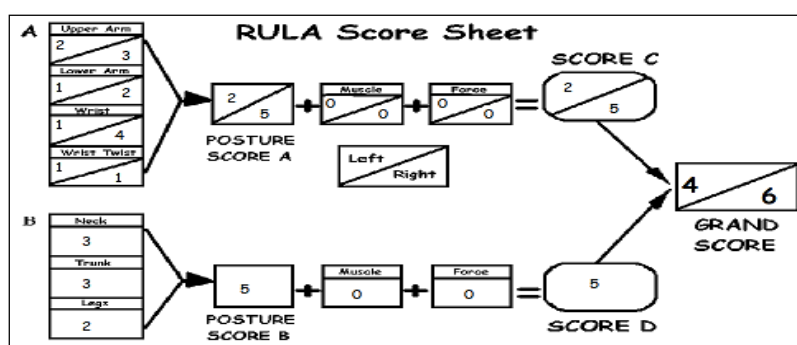 RULA Score Sheet
A
Upper Arm
2 3
Lower Arm
1 2
Wrist
1 4
Wrist Twist
1 1
2 5
POSTURE
SCORE A
Muscle
0 0
Force
0 0
SCORE C
2 5
Left
Right
4 6
GRAND
SCORE
B
Neck
3
Trunk
3
Legs
2
5
POSTURE
SCORE B
Muscle
0
Force
0
5
SCORE D